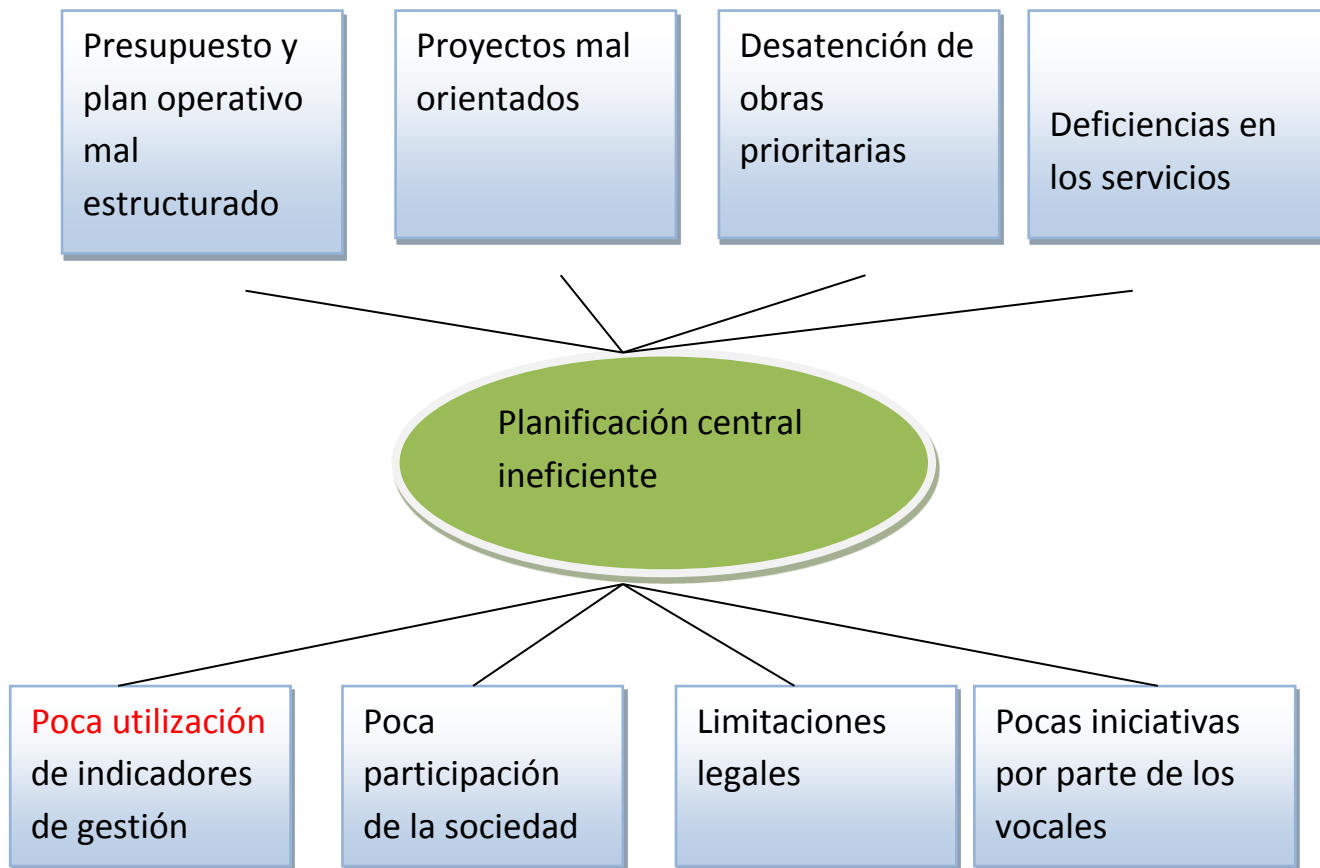 Presupuesto y
plan operativo
mal
estructurado
Proyectos mal
orientados
Desatención de
obras
prioritarias
Deficiencias en
los servicios
Planificación central
ineficiente
Poca utilización
de indicadores
de gestión
Poca
participación
de la sociedad
Limitaciones
legales
Pocas iniciativas
por parte de los
vocales